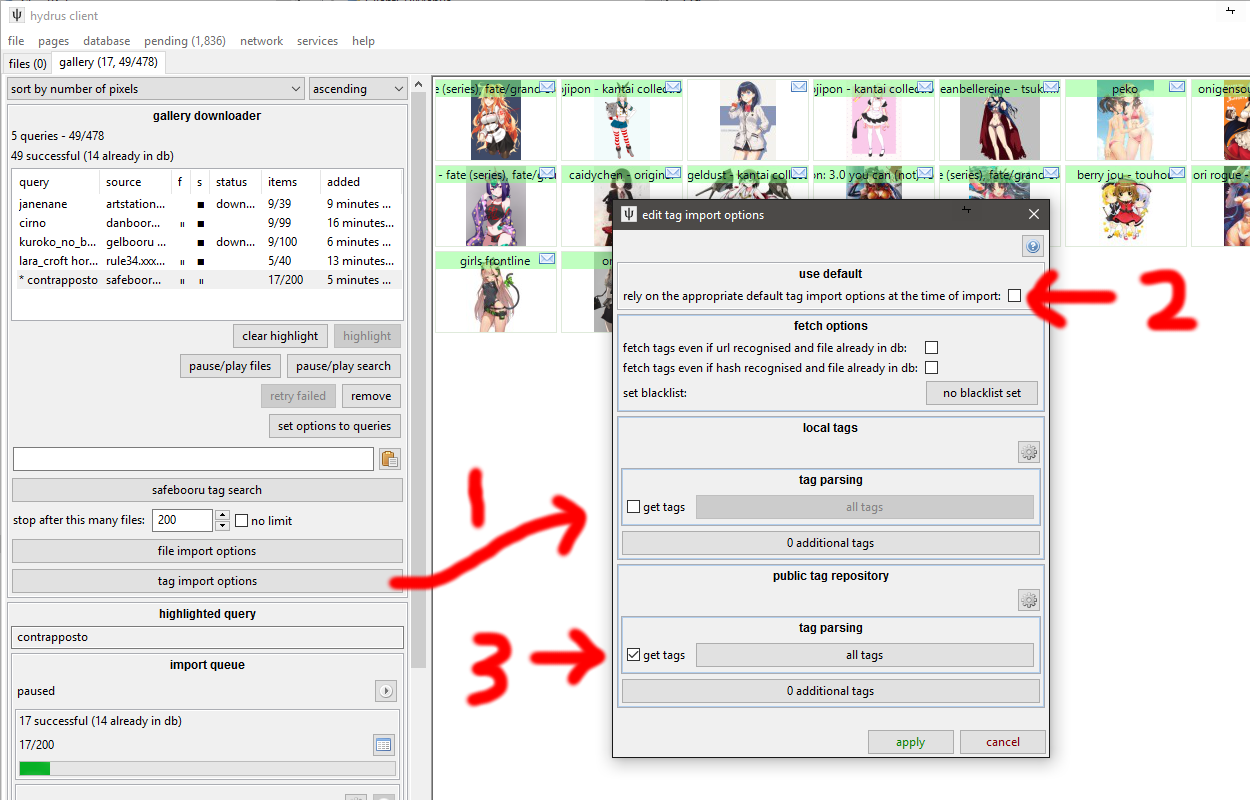 hydrus client
file pages database pending (1,836) network services help
files (0) gallery (17, 49/478)
sort by number of pixels ascending
gallery downloader
5 queries - 49/478
49 successful (14 already in db)
query source f s status items added
janenane artstation... ■ down... 9/39 9 minutes ...
cirno danboor... ıı ■ 9/99 16 minutes...
kuroko_no_b... gelbooru ... ■ down... 9/100 6 minutes ...
lara_croft hor... rule34.xxx... ıı ■ 5/40 13 minutes...
* contrapposto safeboor... ıı ıı 17/200 5 minutes ...
clear highlight highlight
pause/play files pause/play search
retry failed remove
set options to queries
safebooru tag search
stop after this many files: 200 no limit
file import options
tag import options
highlighted query
contrapposto
import queue
paused
17 successful (14 already in db)
17/200
e (series), fate/grand
ojipon - kantai collec
ojipon - kantai collec
eanbellereine - tsuk
peko
onigensou
- fate (series), fate/g
caidychen - origin
geldust - kantai coll
on: 3.0 you can (not)
e (series), fate/grand
berry jou - touhou
ori rogue -
girls frontline
or
edit tag import options
use default
rely on the appropriate default tag import options at the time of import:
fetch options
fetch tags even if url recognised and file already in db:
fetch tags even if hash recognised and file already in db:
set blacklist: no blacklist set
local tags
tag parsing
get tags all tags
0 additional tags
public tag repository
tag parsing
get tags all tags
0 additional tags
apply cancel
1
2
3